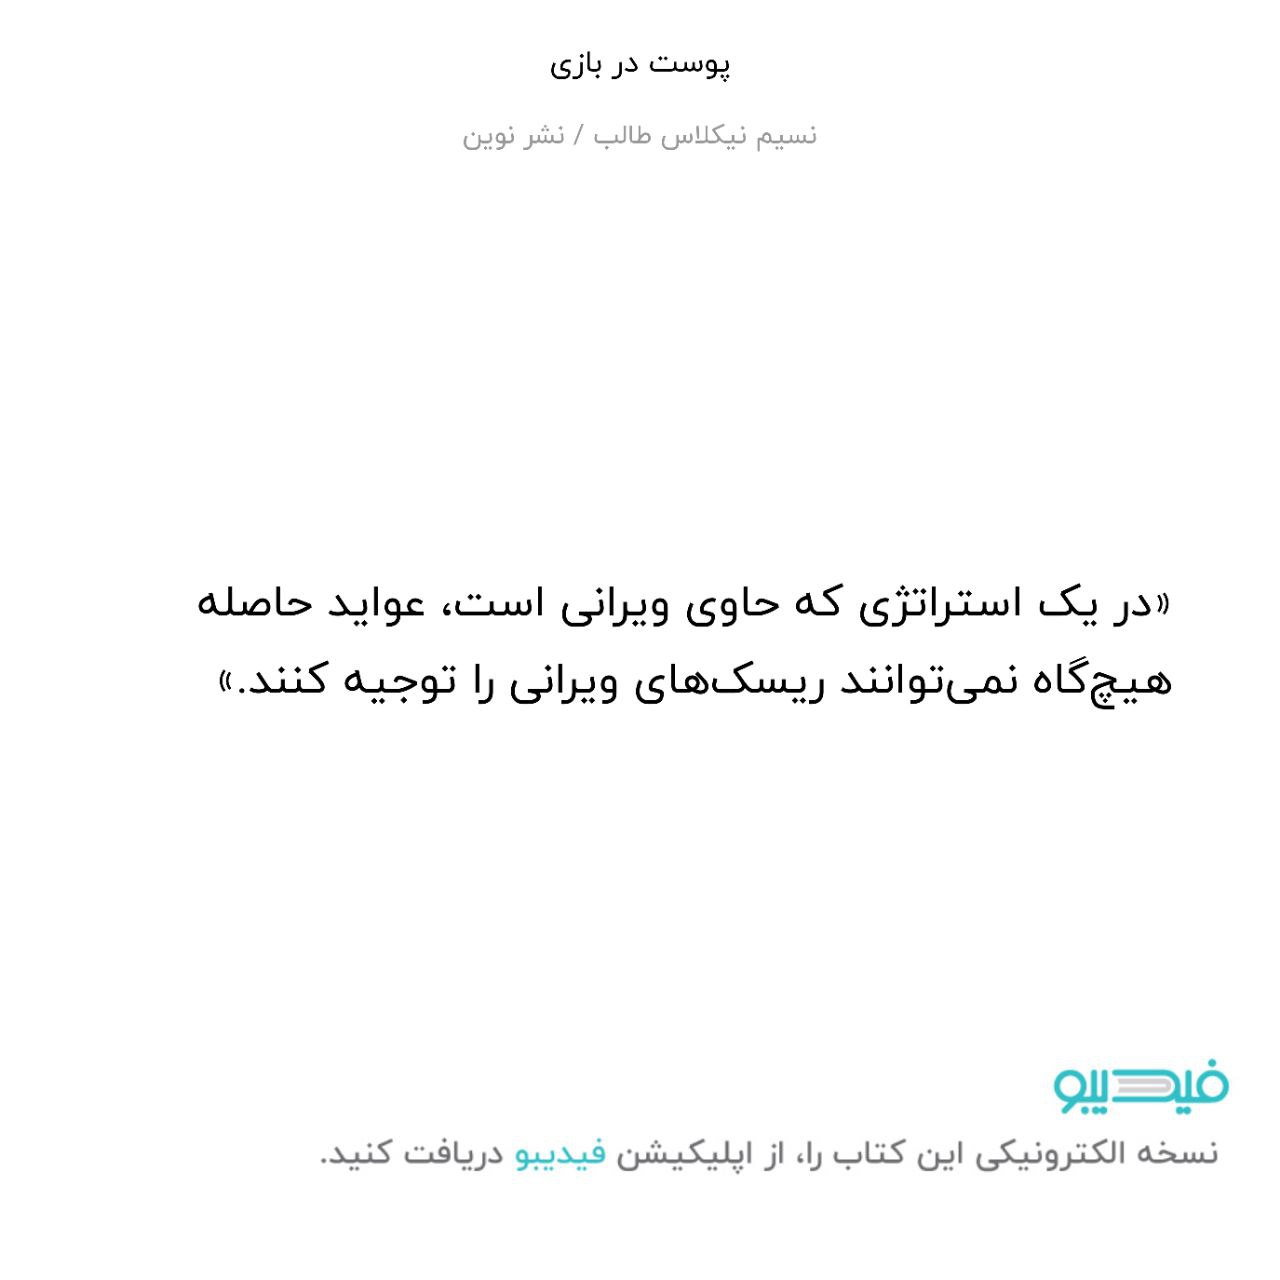 پوست در بازی
نسیم نیکلاس طالب / نشر نوین
«در یک استراتژی که حاوی ویرانی است، عواید حاصله
هیچ‌گاه نمی‌توانند ریسک‌های ویرانی را توجیه کنند.»
فیدیبو
نسخه الکترونیکی این کتاب را، از اپلیکیشن فیدیبو دریافت کنید.